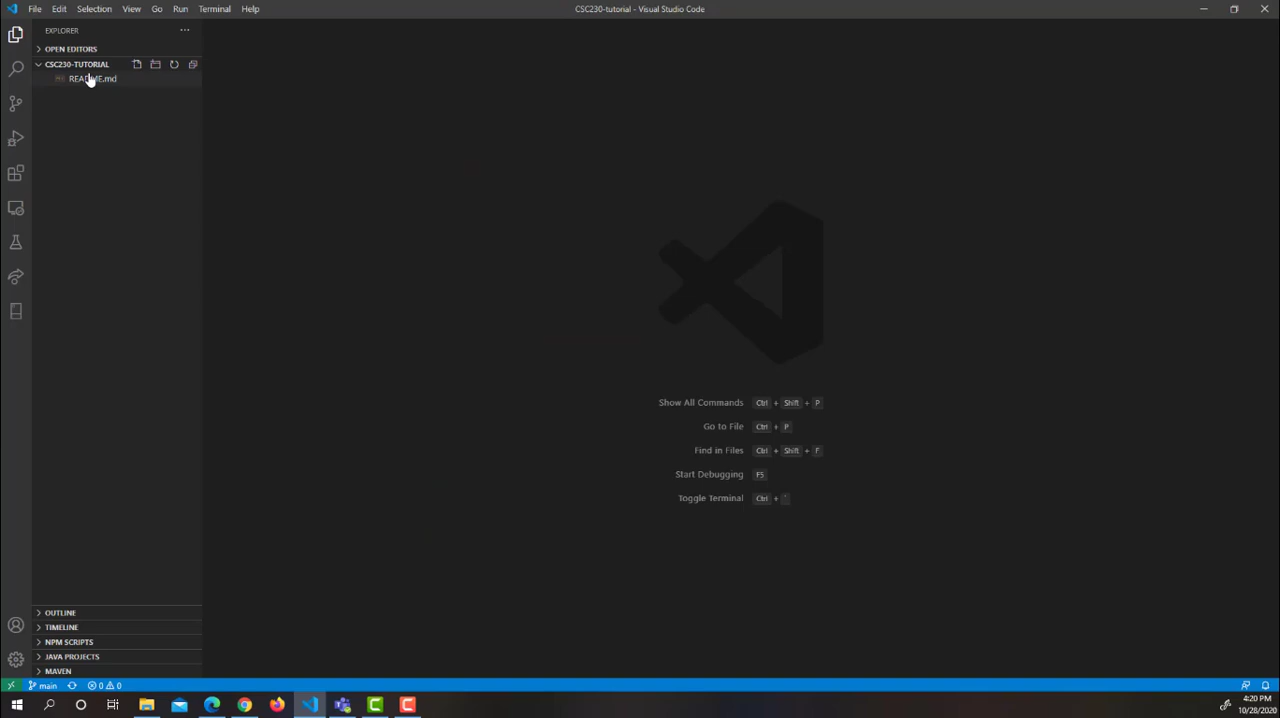 File Edit Selection View Go Run Terminal Help CSC230-tutorial - Visual Studio Code
EXPLORER
OPEN EDITORS
CSC230-TUTORIAL
README.md
Show All Commands Ctrl + Shift + P
Go to File Ctrl + P
Find in Files Ctrl + Shift + F
Start Debugging F5
Toggle Terminal Ctrl + `
OUTLINE
TIMELINE
NPM SCRIPTS
JAVA PROJECTS
MAVEN
main 0 0
4:20 PM
10/28/2020